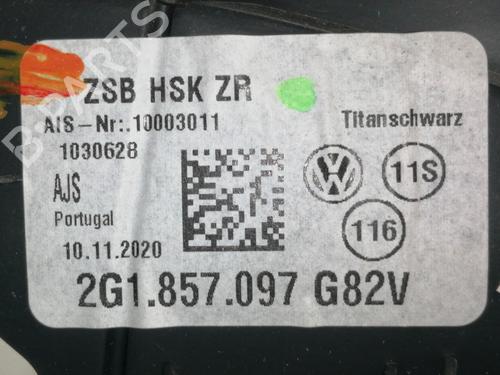 ZSB HSK ZR
AIS-Nr:.10003011
Titanschwarz
1030628
AJS
Portugal
11S
116
10.11.2020
2G1.857.097 G82V
B-PARTS